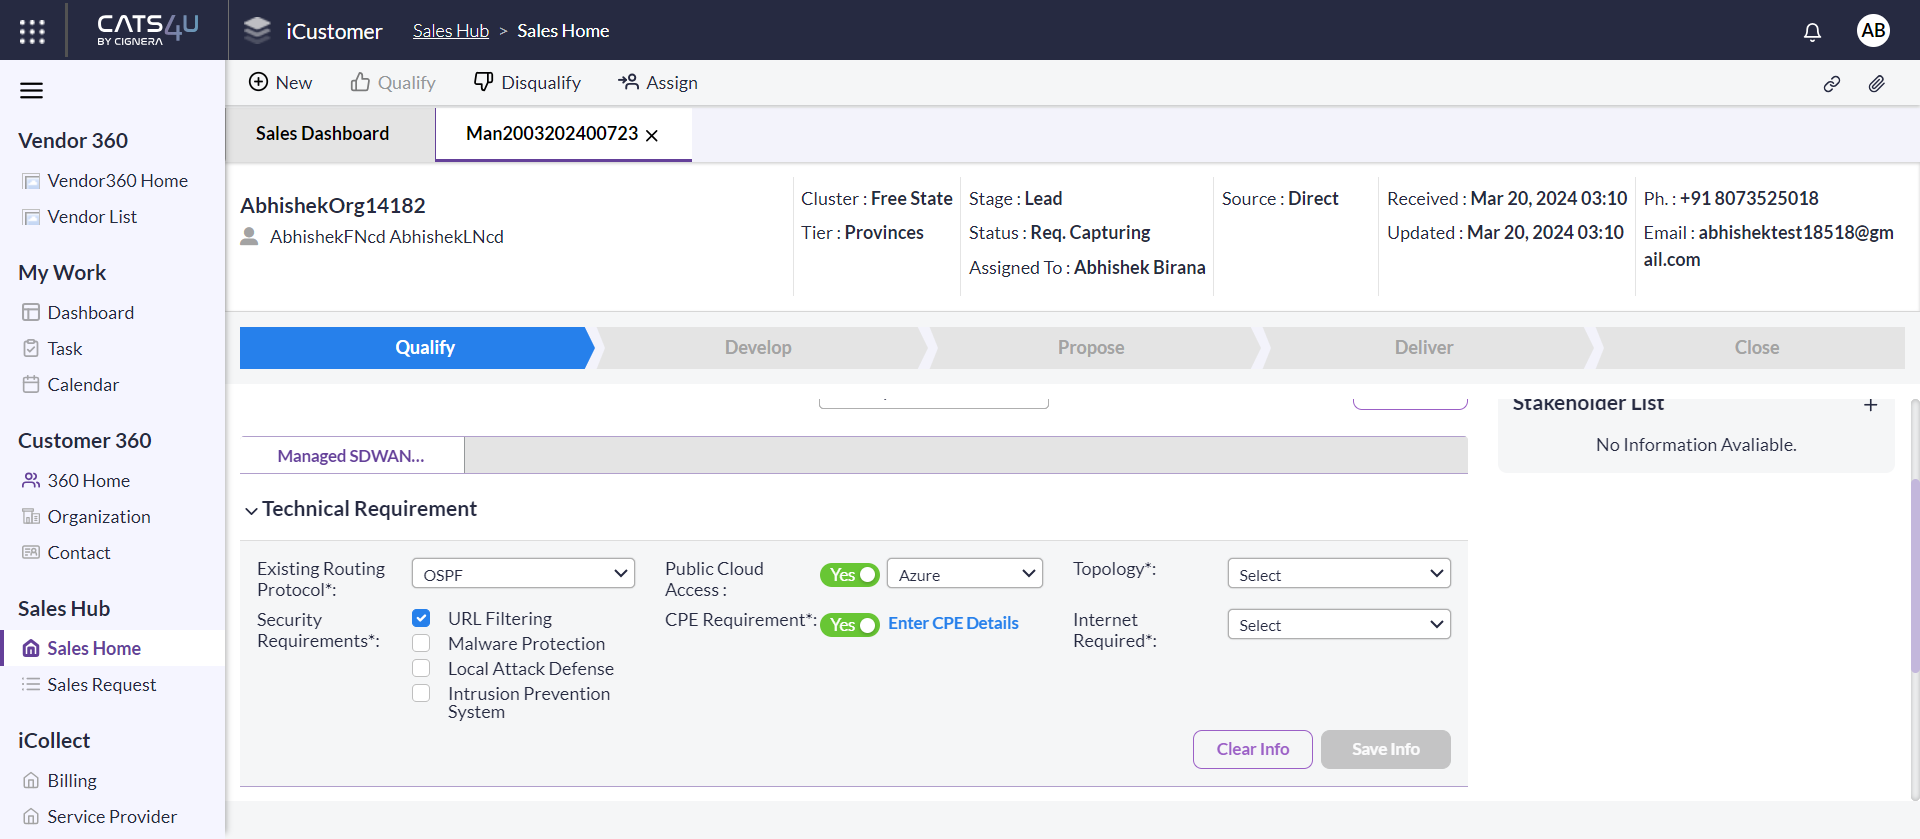 CATS4U
BY CIGNERA
iCustomer
Sales Hub > Sales Home
AB
New
Qualify
Disqualify
Assign
Sales Dashboard
Man2003202400723
Vendor 360
Vendor360 Home
Vendor List
My Work
Dashboard
Task
Calendar
Customer 360
360 Home
Organization
Contact
Sales Hub
Sales Home
Sales Request
iCollect
Billing
Service Provider
AbhishekOrg14182
AbhishekFNcd AbhishekLNcd
Cluster : Free State
Tier : Provinces
Stage : Lead
Status : Req. Capturing
Assigned To : Abhishek Birana
Source : Direct
Received : Mar 20, 2024 03:10
Updated : Mar 20, 2024 03:10
Ph. : +91 8073525018
Email : abhishektest18518@gm
ail.com
Qualify
Develop
Propose
Deliver
Close
Managed SDWAN...
Technical Requirement
Existing Routing
Protocol*:
OSPF
Public Cloud
Access :
Yes
Azure
Topology*:
Select
Security
Requirements*:
URL Filtering
Malware Protection
Local Attack Defense
Intrusion Prevention
System
CPE Requirement*:
Yes
Enter CPE Details
Internet
Required*:
Select
Clear Info
Save Info
Stakeholder List
+
No Information Avaliable.